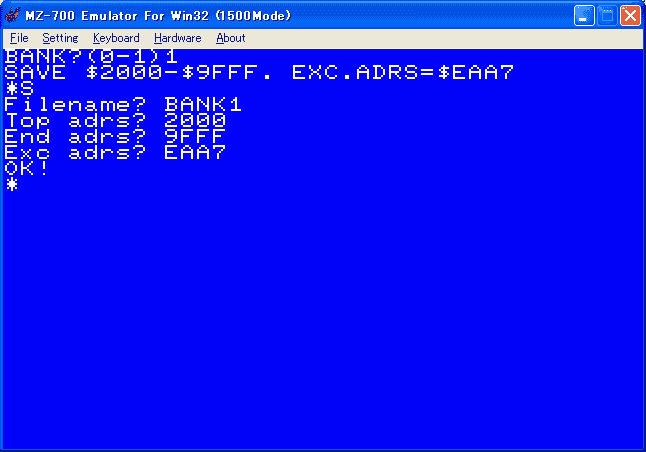 MZ-700 Emulator For Win32 (1500Mode)
File Setting Keyboard Hardware About
BANK?(0-1)1
SAVE $2000-$9FFF. EXC.ADRS=$EAA7
*S
Filename? BANK1
Top adrs? 2000
End adrs? 9FFF
Exc adrs? EAA7
OK!
*